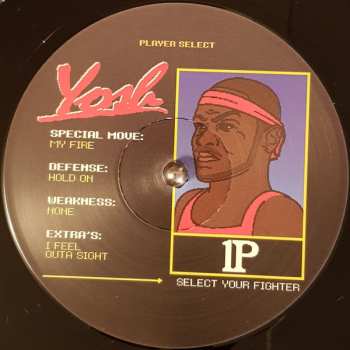 PLAYER SELECT
Yosh
SPECIAL MOVE:
MY FIRE
DEFENSE:
HOLD ON
WEAKNESS:
NONE
EXTRA'S:
I FEEL
OUTA SIGHT
1P
SELECT YOUR FIGHTER